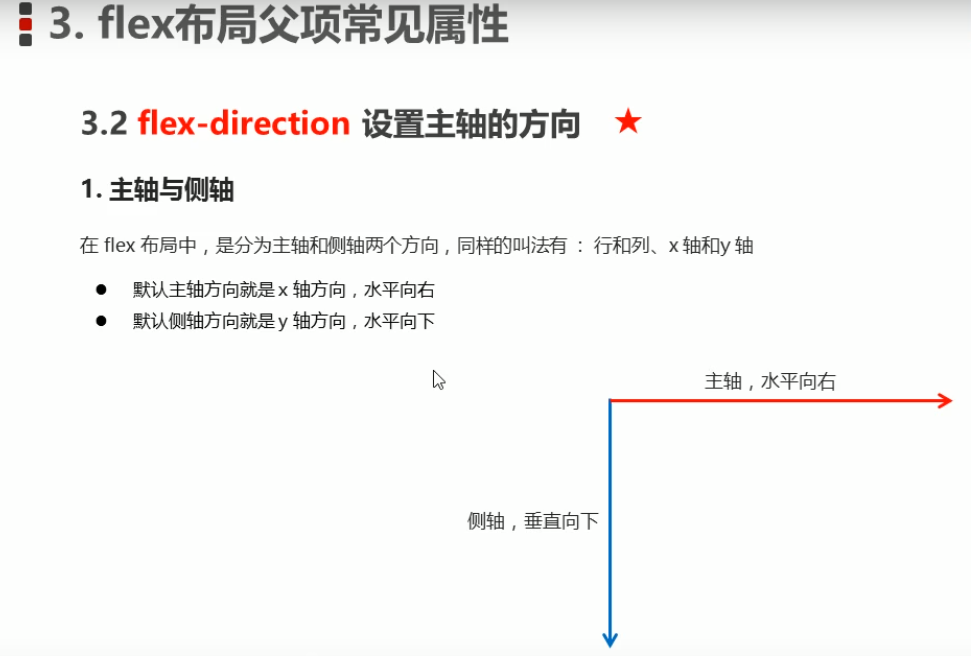 3. flex布局父项常见属性
3.2 flex-direction 设置主轴的方向 ★
1. 主轴与侧轴
在 flex 布局中，是分为主轴和侧轴两个方向，同样的叫法有 ： 行和列、x 轴和y 轴
● 默认主轴方向就是 x 轴方向，水平向右
● 默认侧轴方向就是 y 轴方向，水平向下
主轴，水平向右
侧轴，垂直向下